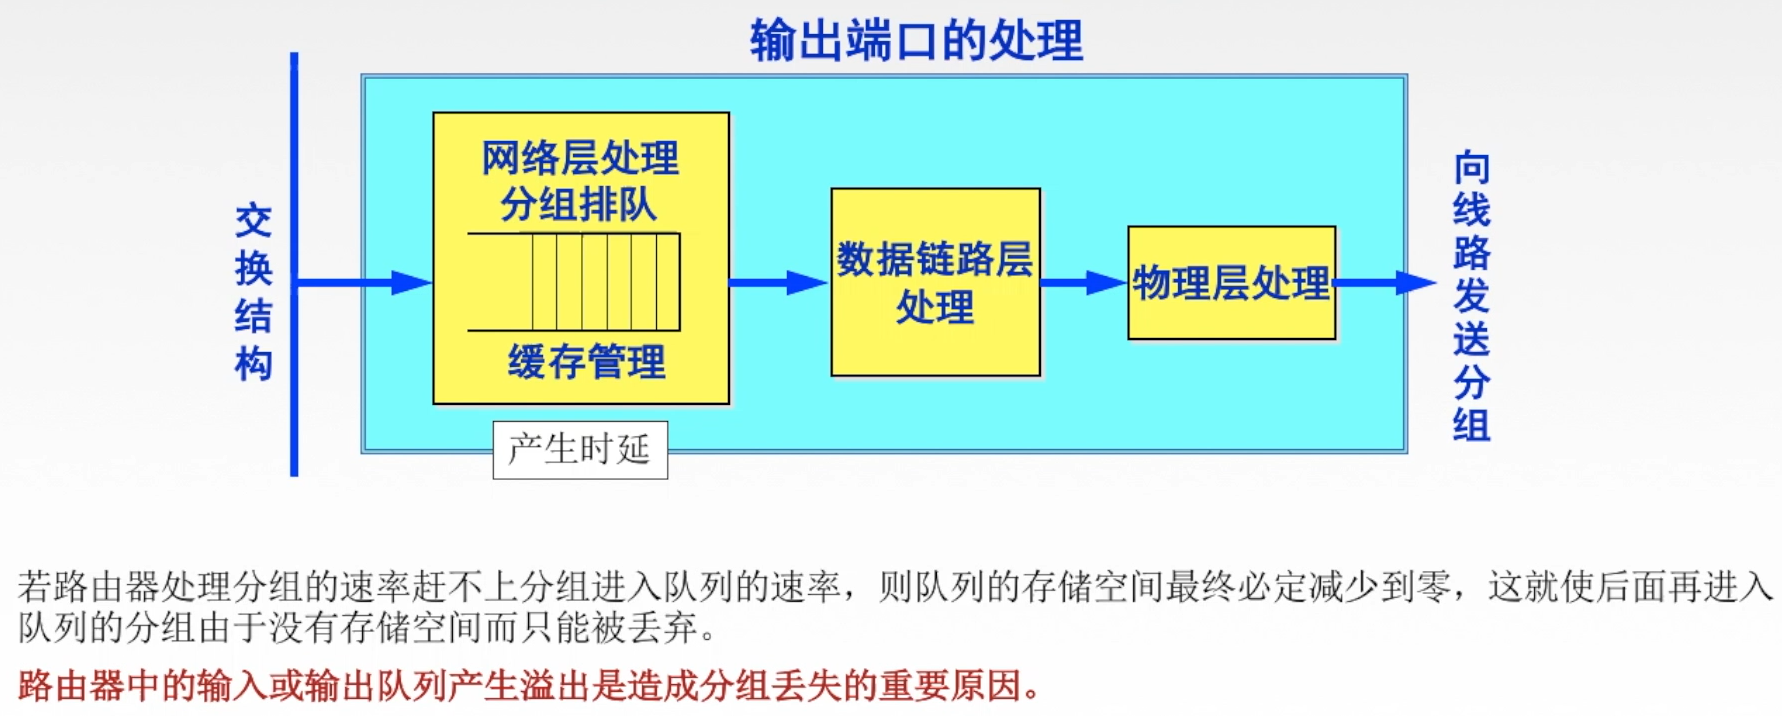 输出端口的处理
交换结构
网络层处理
分组排队
缓存管理
产生时延
数据链路层
处理
物理层处理
向线路发送分组
若路由器处理分组的速率赶不上分组进入队列的速率，则队列的存储空间最终必定减少到零，这就使后面再进入
队列的分组由于没有存储空间而只能被丢弃。
路由器中的输入或输出队列产生溢出是造成分组丢失的重要原因。